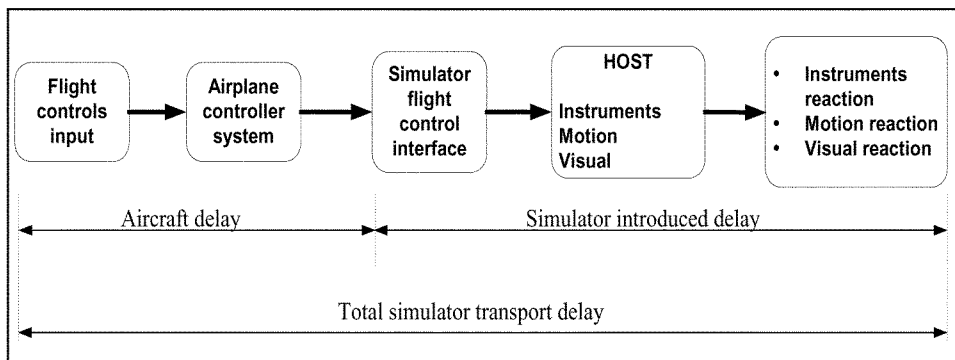 Flight
controls
input
Airplane
controller
system
Simulator
flight
control
interface
HOST
Instruments
Motion
Visual
• Instruments
reaction
• Motion reaction
• Visual reaction
Aircraft delay
Simulator introduced delay
Total simulator transport delay